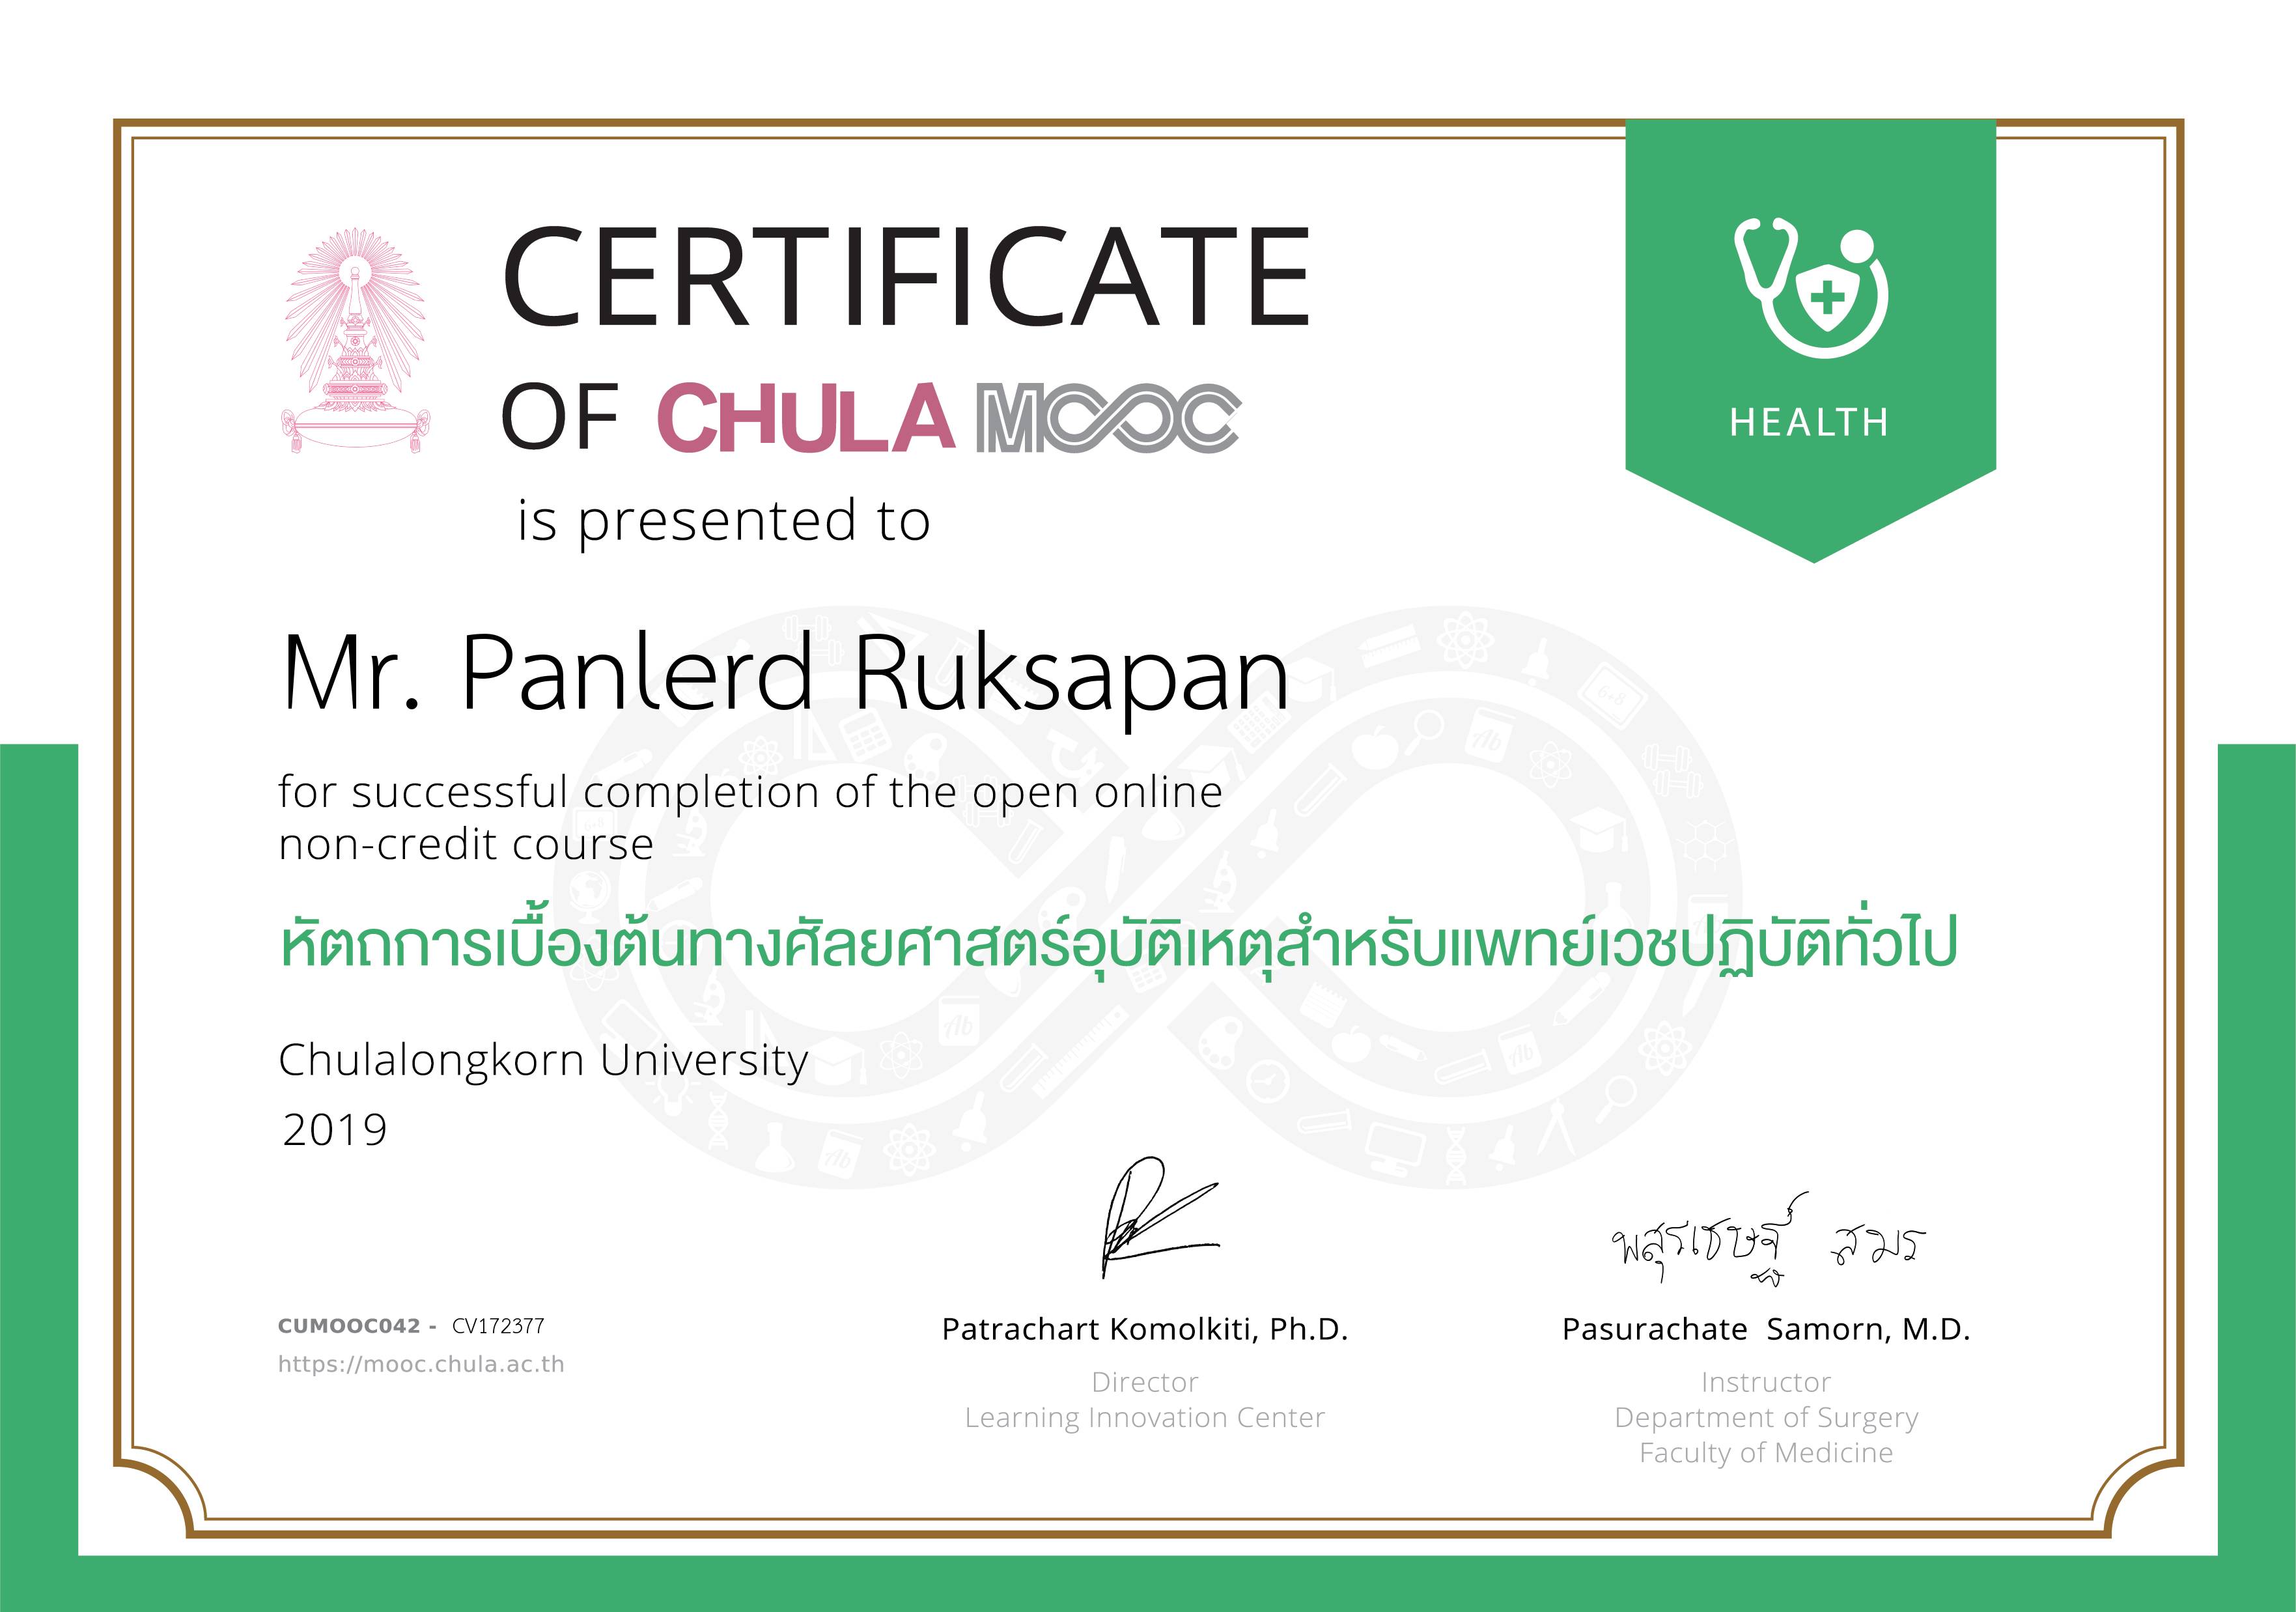 CERTIFICATE
OF CHULA MOOC
HEALTH
is presented to
Mr. Panlerd Ruksapan
for successful completion of the open online
non-credit course
หัตถการเบื้องต้นทางศัลยศาสตร์อุบัติเหตุสำหรับแพทย์เวชปฏิบัติทั่วไป
Chulalongkorn University
2019
พสุรเชษฐ์ สมร
CUMOOC042 - CV172377
https://mooc.chula.ac.th
Patrachart Komolkiti, Ph.D.
Director
Learning Innovation Center
Pasurachate Samorn, M.D.
Instructor
Department of Surgery
Faculty of Medicine